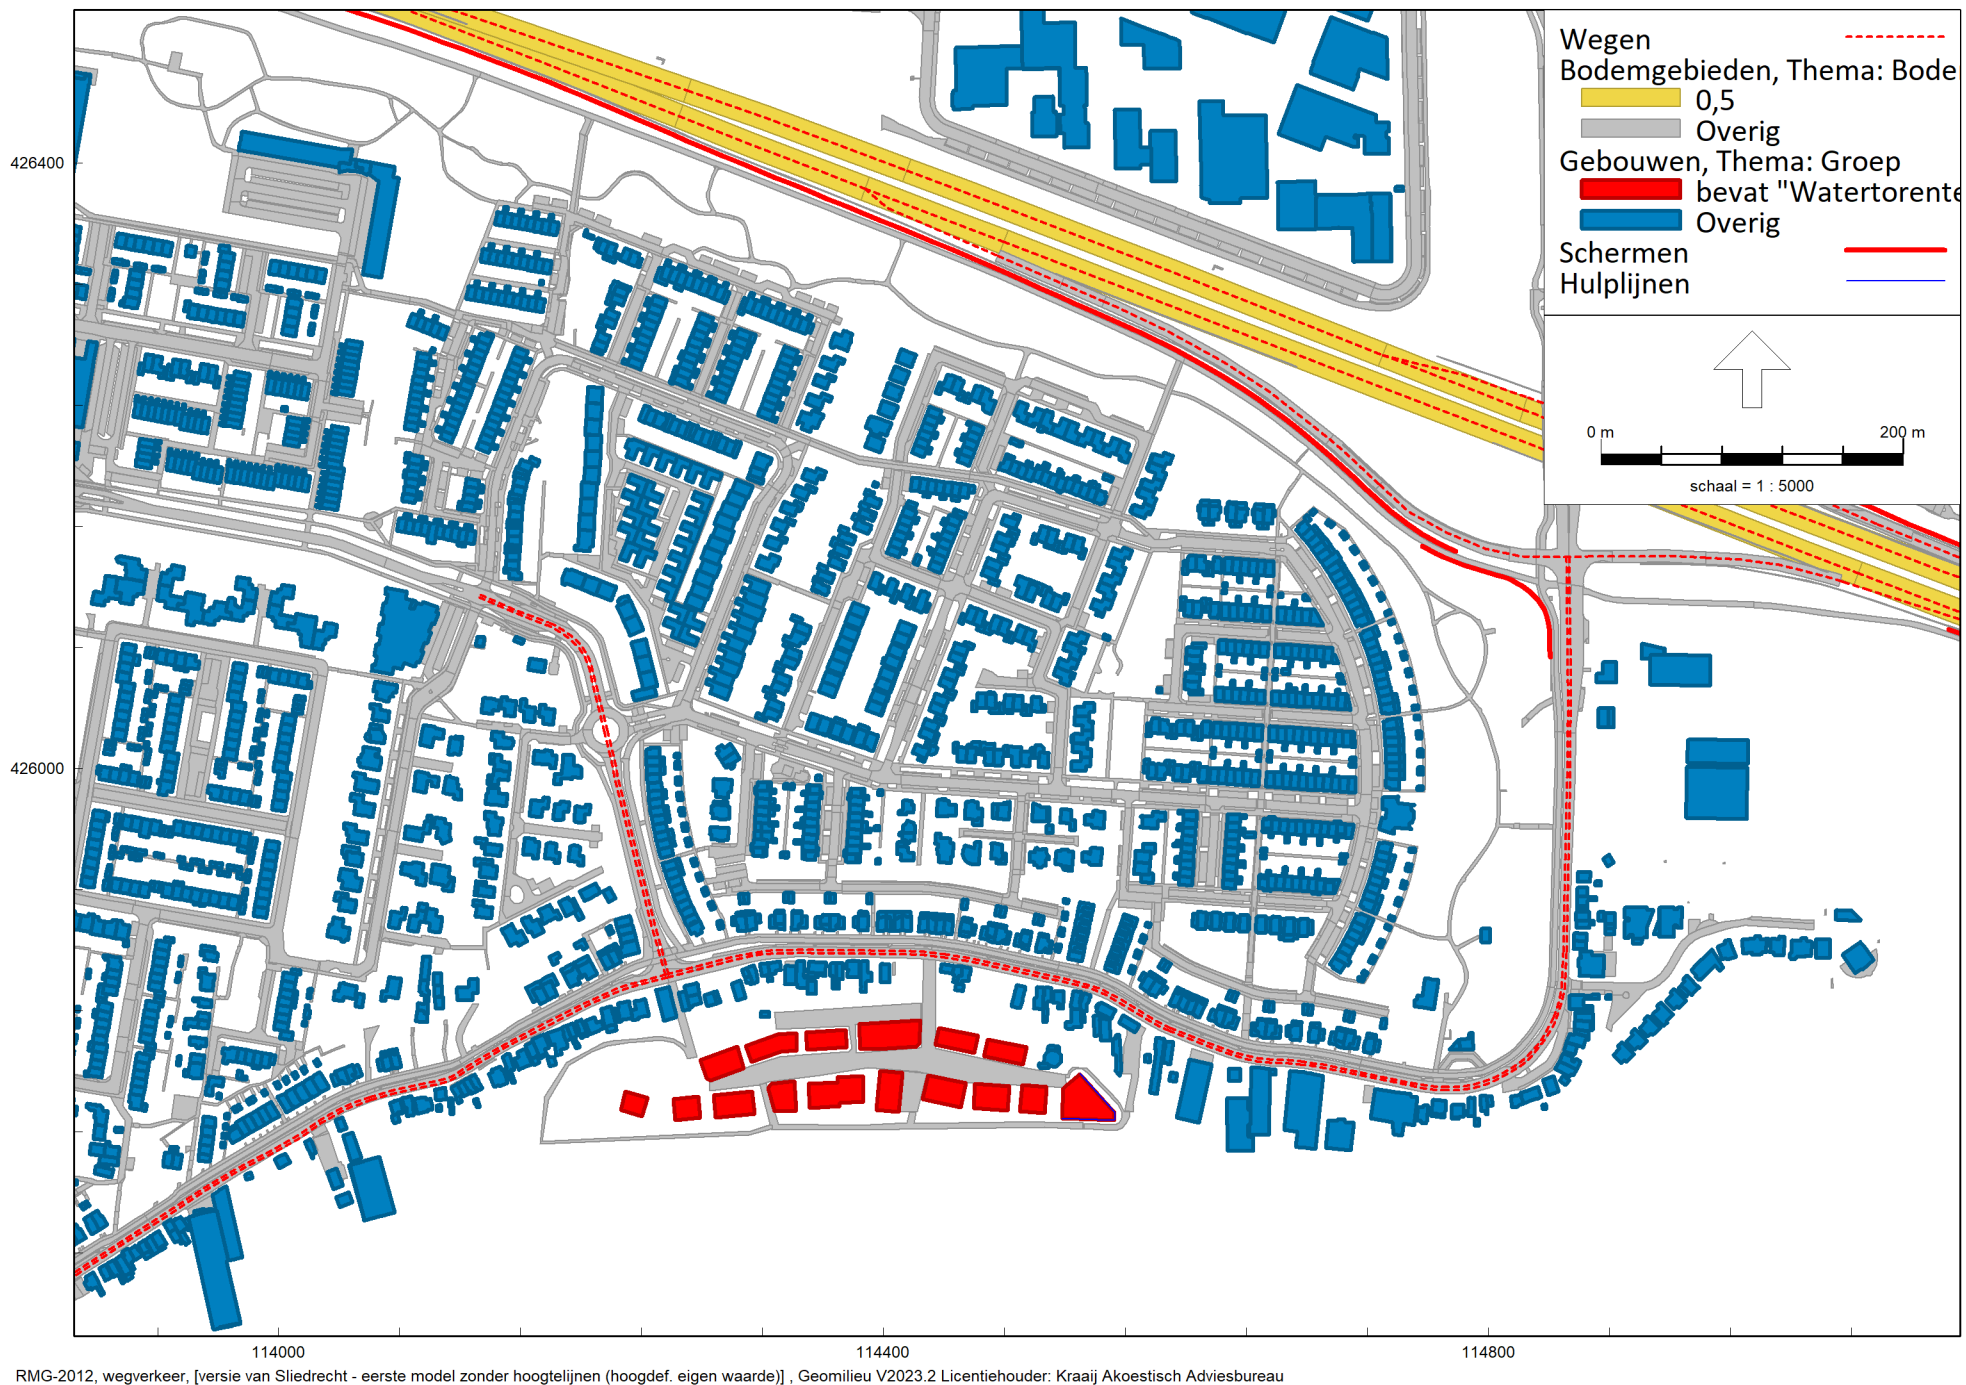 Wegen
Bodemgebieden, Thema: Bode
0,5
Overig
Gebouwen, Thema: Groep
bevat "Watertorente
Overig
Schermen
Hulplijnen
0 m 200 m
schaal = 1 : 5000
426400
426000
114000 114400 114800
RMG-2012, wegverkeer, [versie van Sliedrecht - eerste model zonder hoogtelijnen (hoogdef. eigen waarde)] , Geomilieu V2023.2 Licentiehouder: Kraaij Akoestisch Adviesbureau